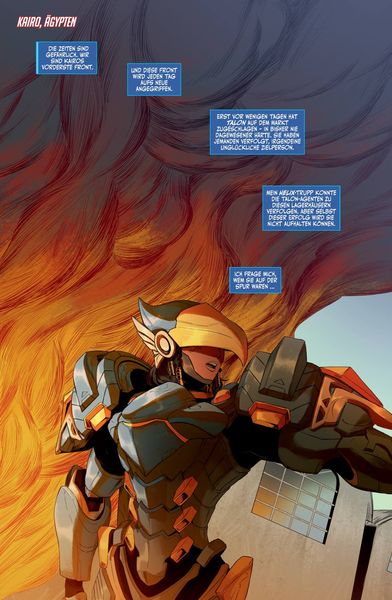 KAIRO, ÄGYPTEN
DIE ZEITEN SIND
GEFÄHRLICH. WIR
SIND KAIROS
VORDERSTE FRONT.
UND DIESE FRONT
WIRD JEDEN TAG
AUFS NEUE
ANGEGRIFFEN.
ERST VOR WENIGEN TAGEN HAT
TALON AUF DEM MARKT
ZUGESCHLAGEN – IN BISHER NIE
DAGEWESENER HÄRTE. SIE HABEN
JEMANDEN VERFOLGT, IRGENDEINE
UNGLÜCKLICHE ZIELPERSON.
MEIN HELIX-TRUPP KONNTE
DIE TALON-AGENTEN ZU
DIESEN LAGERHÄUSERN
VERFOLGEN. ABER SELBST
DIESER ERFOLG WIRD SIE
NICHT AUFHALTEN KÖNNEN.
ICH FRAGE MICH,
WEM SIE AUF DER
SPUR WAREN ...